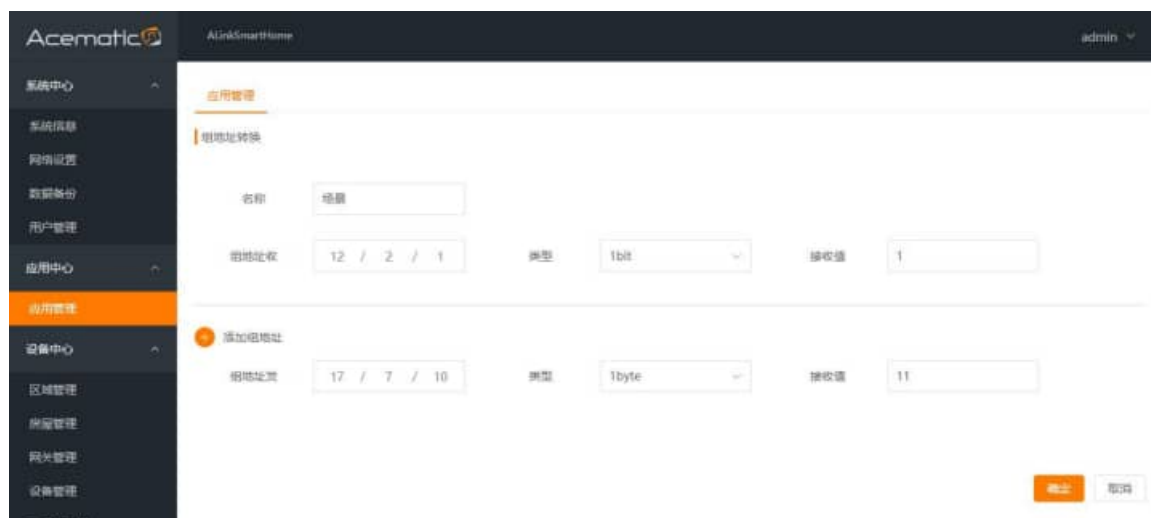 Acematic
ALinkSmartHome
admin
系统中心
系统信息
网络设置
数据备份
用户管理
应用中心
应用管理
设备中心
区域管理
房屋管理
网关管理
设备管理
应用管理
组地址转换
名称 场景
组地址收 12 / 2 / 1 类型 1bit 接收值 1
添加组地址
组地址发 17 / 7 / 10 类型 1byte 接收值 11
确定 取消